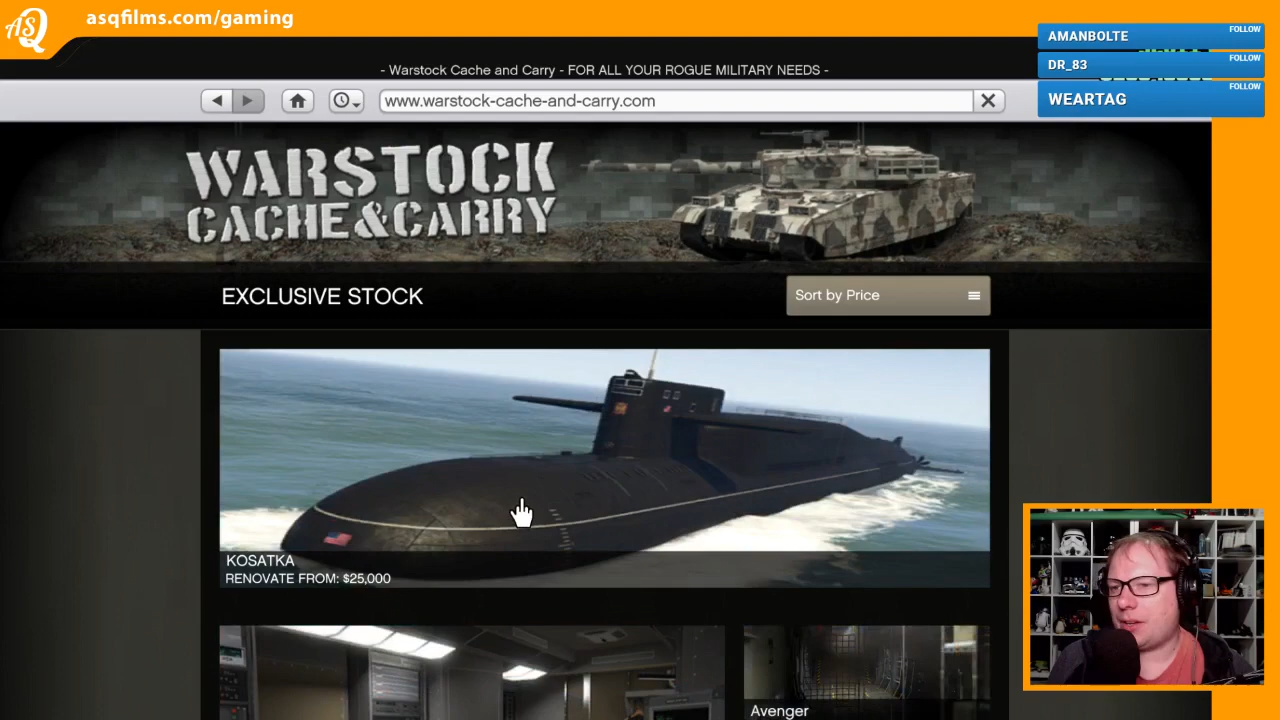 ASQ
asqfilms.com/gaming
- Warstock Cache and Carry - FOR ALL YOUR ROGUE MILITARY NEEDS -
www.warstock-cache-and-carry.com
AMANBOLTE
FOLLOW
DR_83
FOLLOW
WEARTAG
FOLLOW
WARSTOCK
CACHE&CARRY
EXCLUSIVE STOCK
Sort by Price
KOSATKA
RENOVATE FROM: $25,000
Avenger